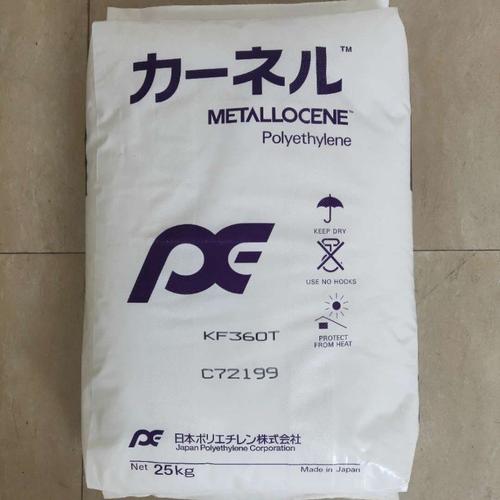 カーネル™
METALLOCENE™
Polyethylene
KEEP DRY
USE NO HOOKS
PROTECT
FROM HEAT
PE
KF360T
C72199
PE 日本ポリエチレン株式会社
Japan Polyethylene Corporation
Net 25kg
Made in Japan